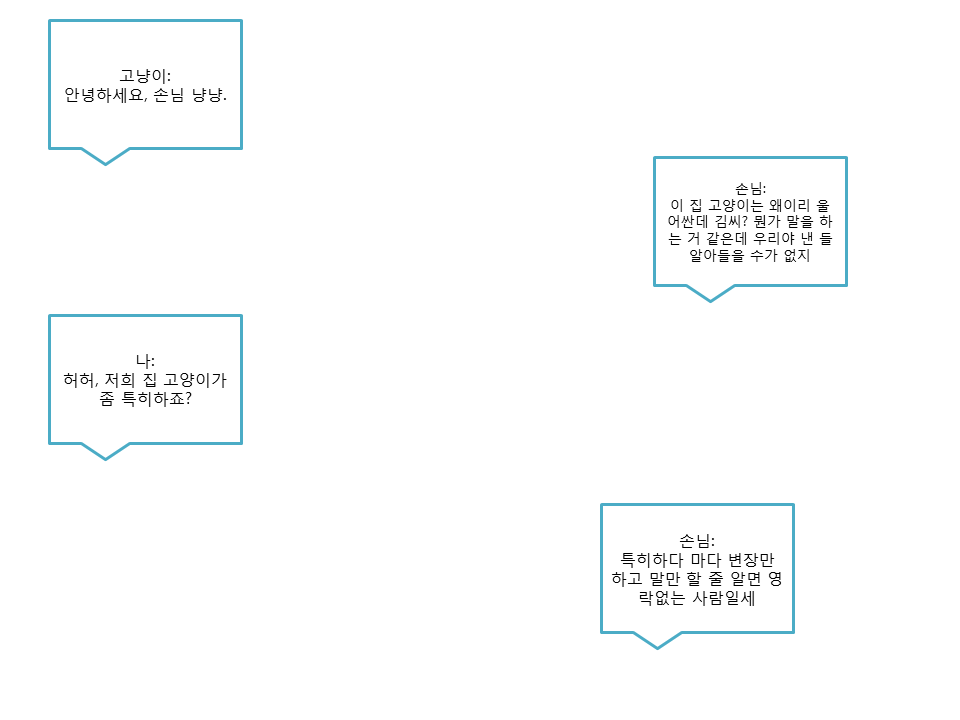 고냥이:
안녕하세요, 손님 냥냥.
손님:
이 집 고양이는 왜이리 울
어싼데 김씨? 뭔가 말을 하
는 거 같은데 우리야 낸 들
알아들을 수가 없지
나:
허허, 저희 집 고양이가
좀 특히하죠?
손님:
특히하다 마다 변장만
하고 말만 할 줄 알면 영
락없는 사람일세